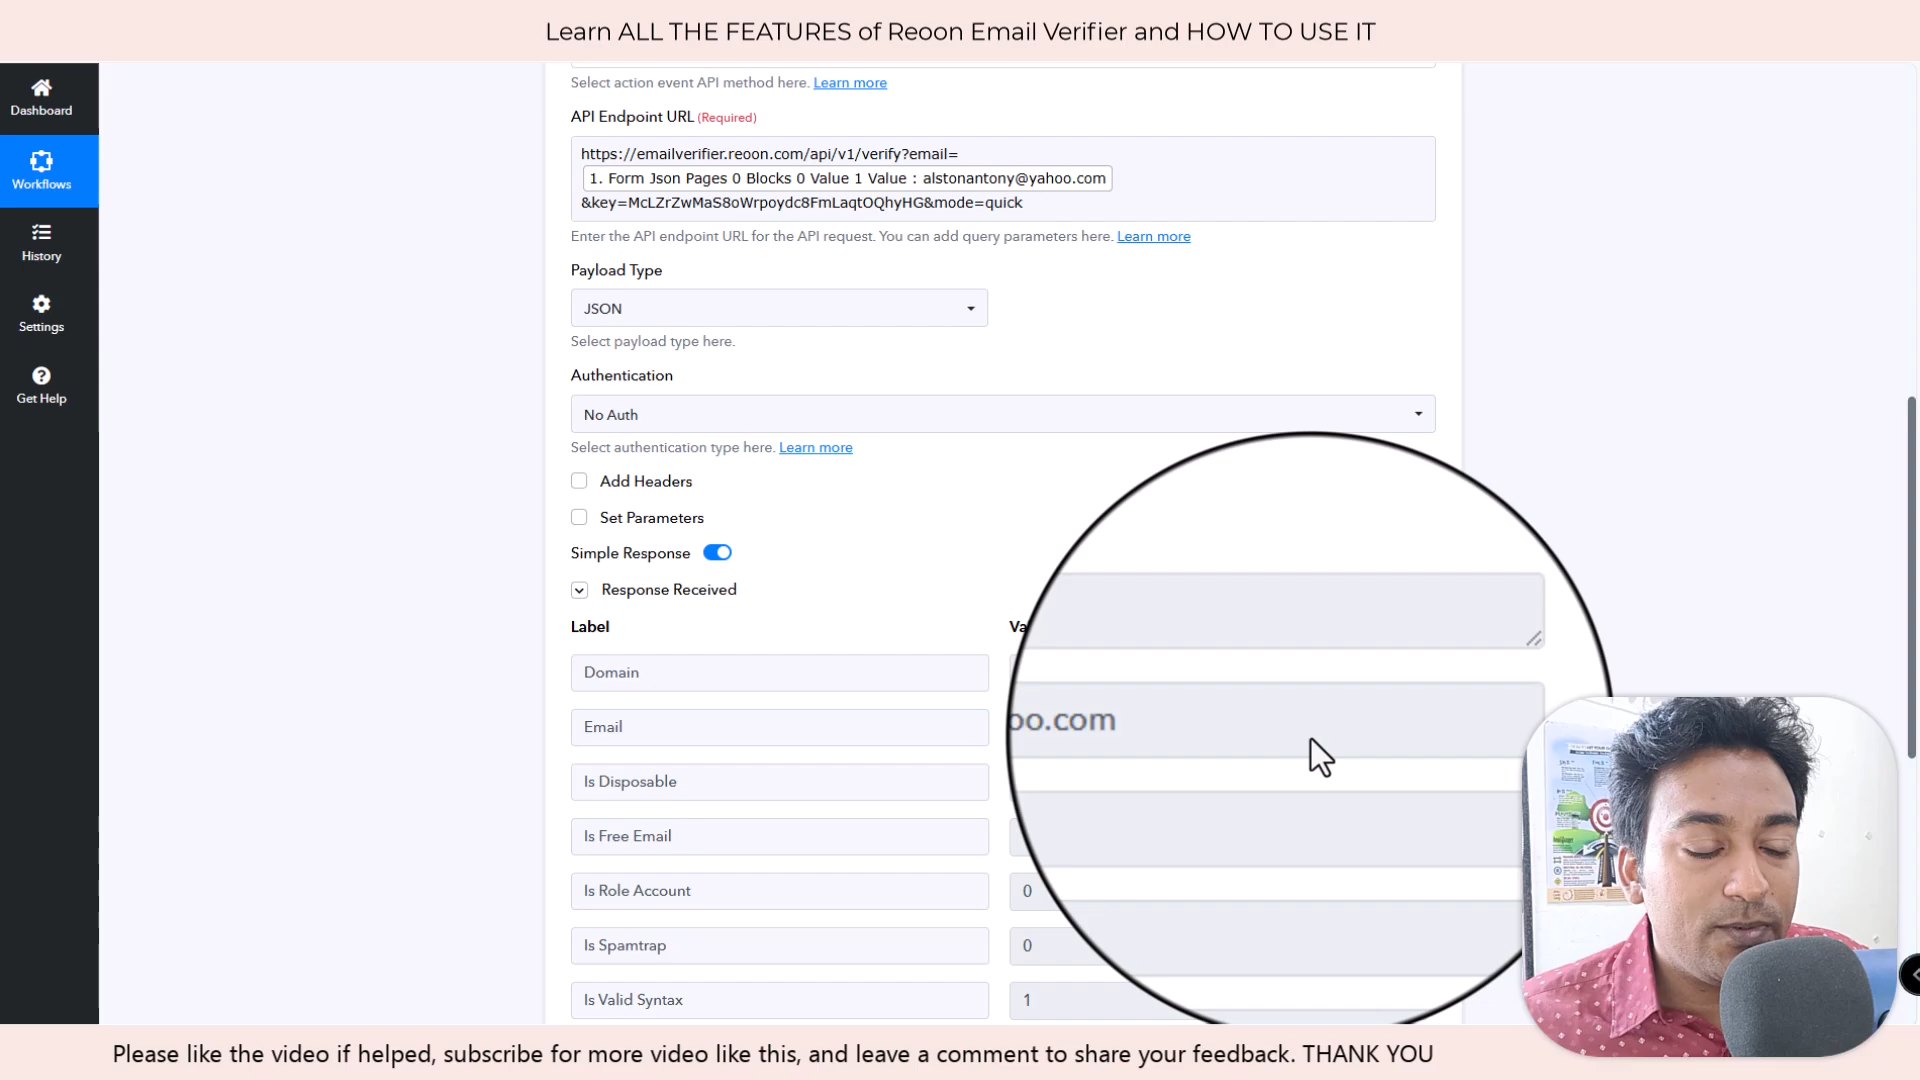 Learn ALL THE FEATURES of Reoon Email Verifier and HOW TO USE IT
Dashboard
Workflows
History
Settings
Get Help
Select action event API method here. Learn more
API Endpoint URL (Required)
https://emailverifier.reoon.com/api/v1/verify?email=
1. Form Json Pages 0 Blocks 0 Value 1 Value : alstonantony@yahoo.com
&key=McLZrZwMaS8oWrpoydc8FmLaqtOQhyHG&mode=quick
Enter the API endpoint URL for the API request. You can add query parameters here. Learn more
Payload Type
JSON
Select payload type here.
Authentication
No Auth
Select authentication type here. Learn more
Add Headers
Set Parameters
Simple Response
Response Received
Label Va
Domain
Email oo.com
Is Disposable
Is Free Email
Is Role Account 0
Is Spamtrap 0
Is Valid Syntax 1
Please like the video if helped, subscribe for more video like this, and leave a comment to share your feedback. THANK YOU